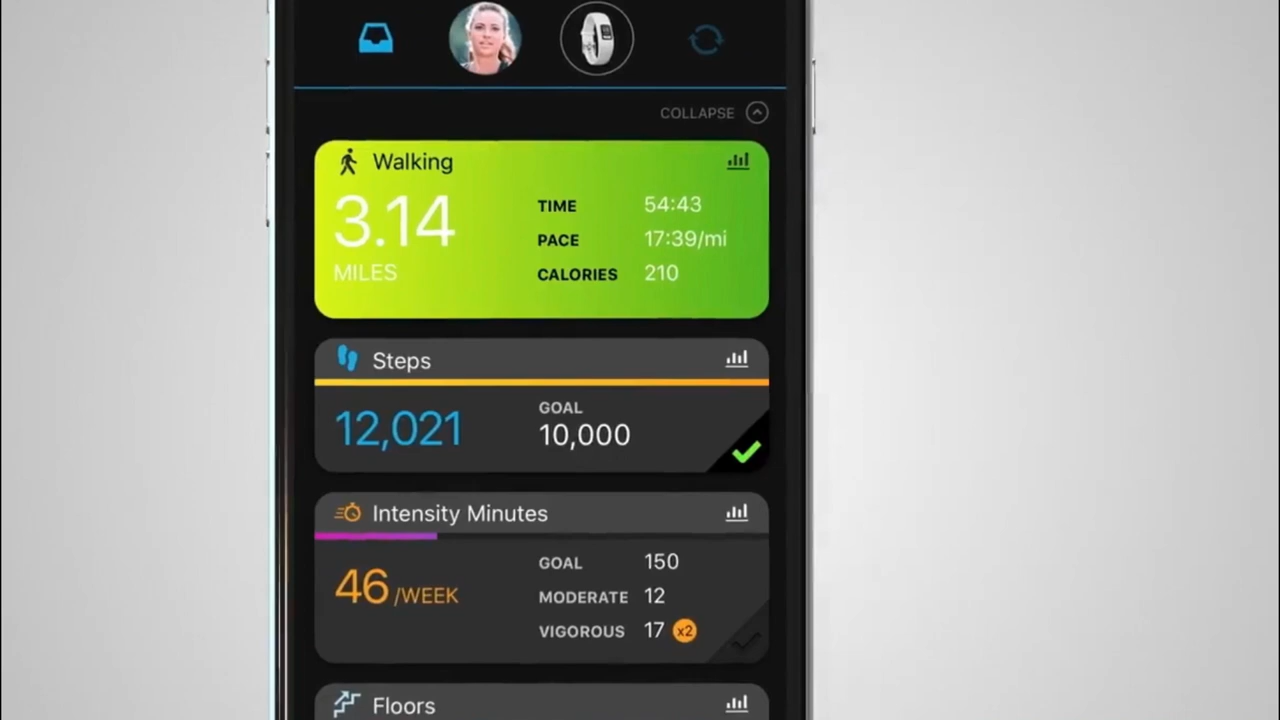 COLLAPSE
Walking
3.14
MILES
TIME 54:43
PACE 17:39/mi
CALORIES 210
Steps
12,021
GOAL
10,000
Intensity Minutes
46 /WEEK
GOAL 150
MODERATE 12
VIGOROUS 17 x2
Floors